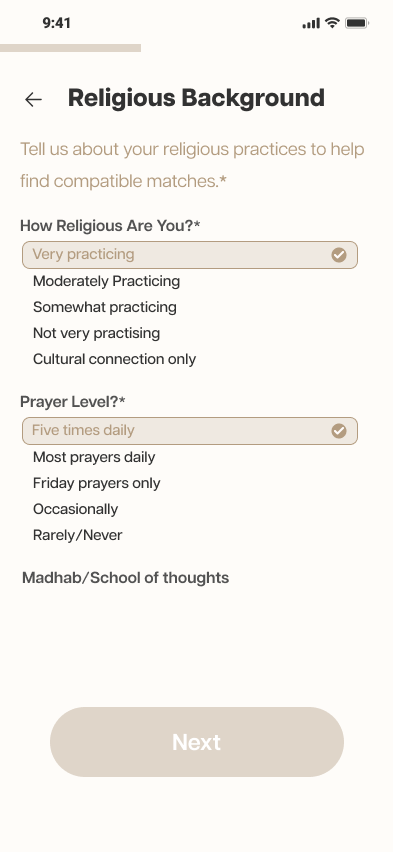 9:41
Religious Background
Tell us about your religious practices to help
find compatible matches.*
How Religious Are You?*
Very practicing
Moderately Practicing
Somewhat practicing
Not very practising
Cultural connection only
Prayer Level?*
Five times daily
Most prayers daily
Friday prayers only
Occasionally
Rarely/Never
Madhab/School of thoughts
Next